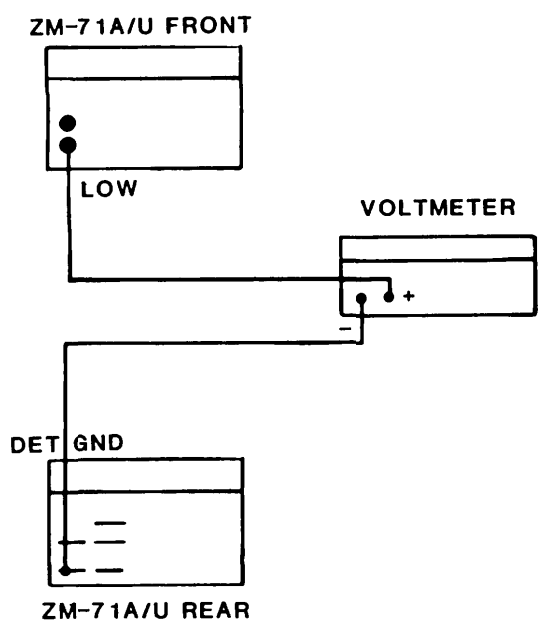 ZM-71A/U FRONT
LOW
VOLTMETER
+
−
DET GND
ZM-71A/U REAR